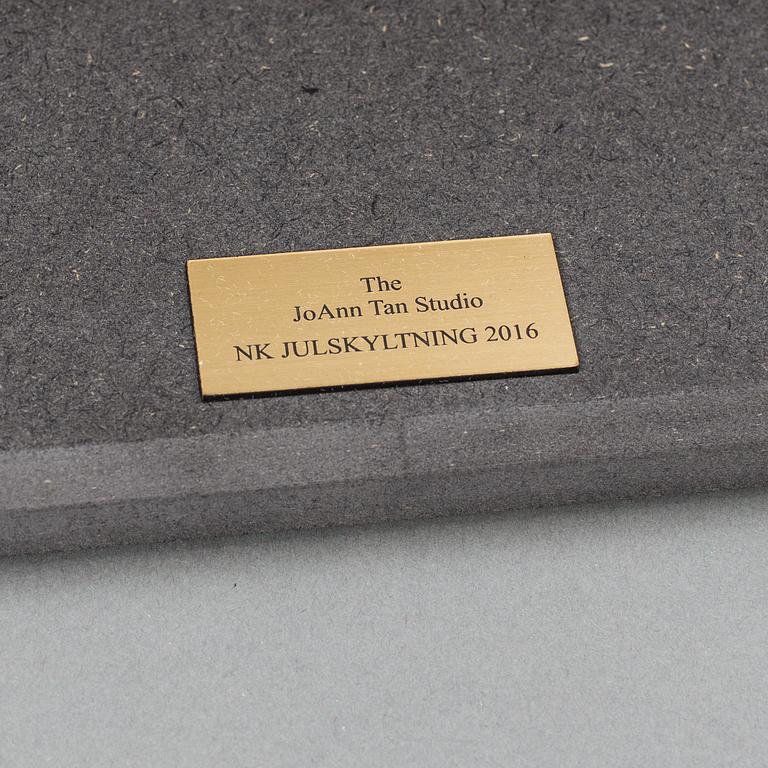 The
JoAnn Tan Studio
NK JULSKYLTNING 2016